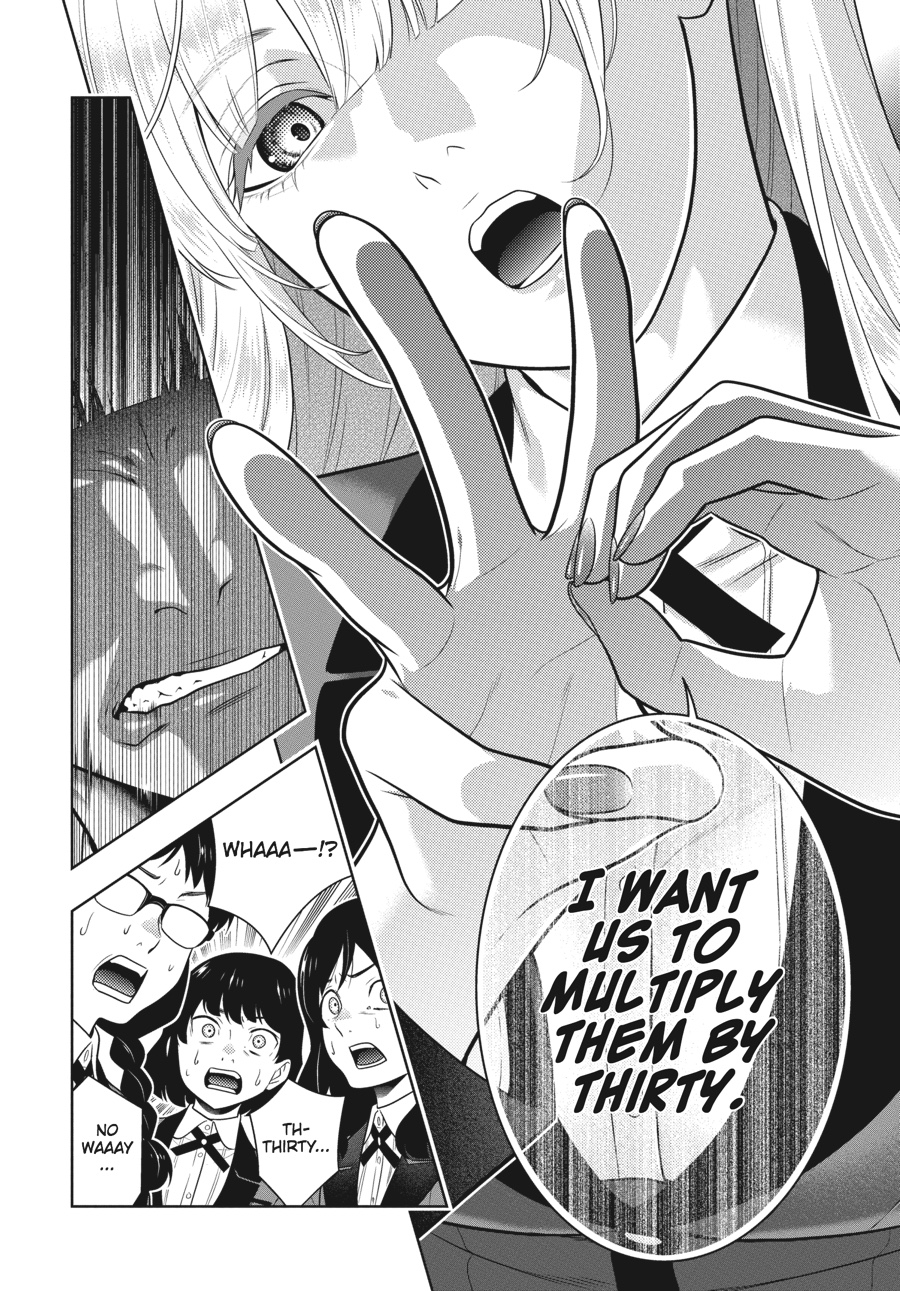 I WANT
US TO
MULTIPLY
THEM BY
THIRTY.
WHAAA—!?
TH-
THIRTY...
NO
WAAAY
...